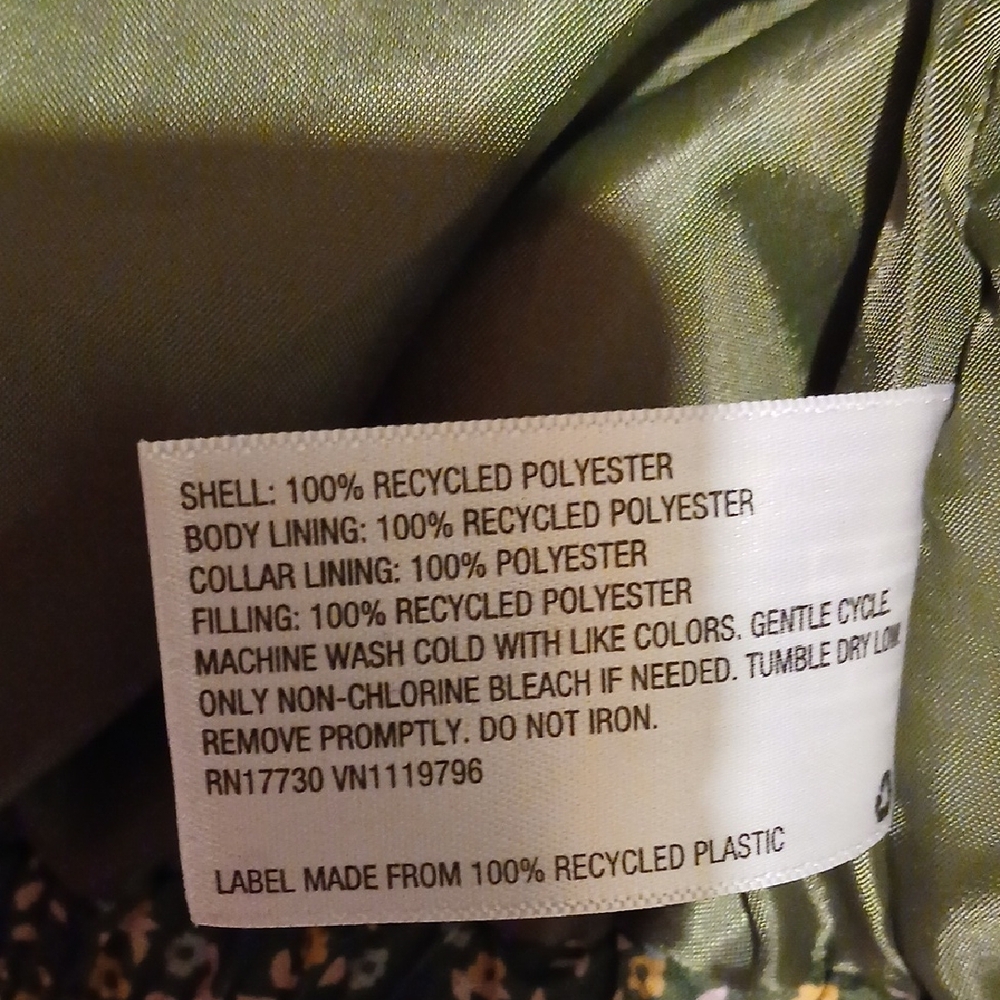 SHELL: 100% RECYCLED POLYESTER
BODY LINING: 100% RECYCLED POLYESTER
COLLAR LINING: 100% POLYESTER
FILLING: 100% RECYCLED POLYESTER
MACHINE WASH COLD WITH LIKE COLORS. GENTLE CYCLE.
ONLY NON-CHLORINE BLEACH IF NEEDED. TUMBLE DRY LOW.
REMOVE PROMPTLY. DO NOT IRON.
RN17730 VN1119796
LABEL MADE FROM 100% RECYCLED PLASTIC